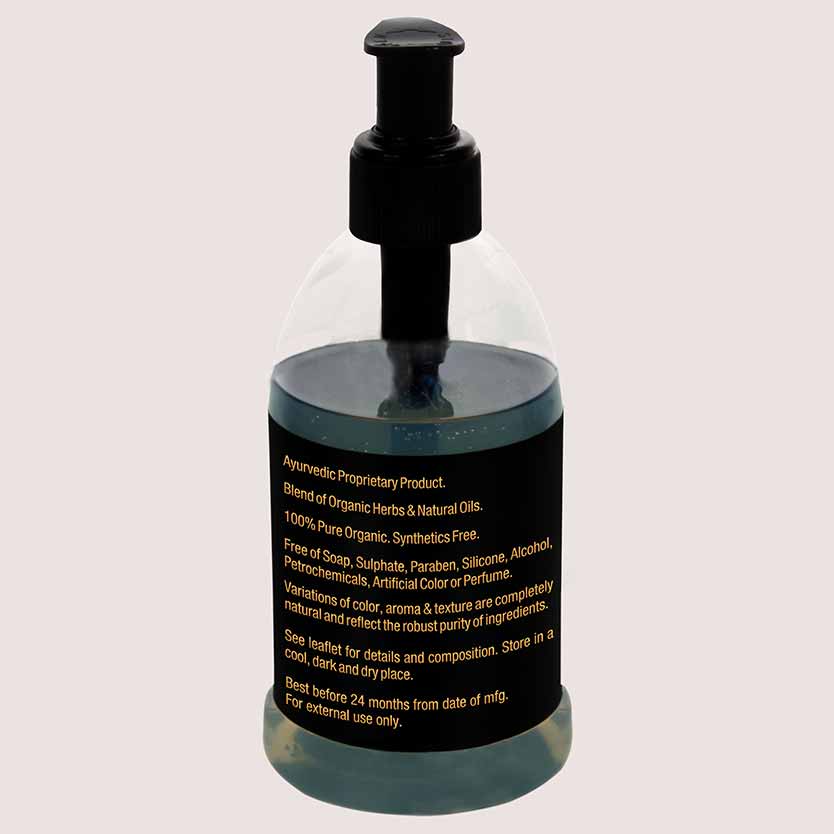 Ayurvedic Proprietary Product.
Blend of Organic Herbs & Natural Oils.
100% Pure Organic. Synthetics Free.
Free of Soap, Sulphate, Paraben, Silicone, Alcohol,
Petrochemicals, Artificial Color or Perfume.
Variations of color, aroma & texture are completely
natural and reflect the robust purity of ingredients.
See leaflet for details and composition. Store in a
cool, dark and dry place.
Best before 24 months from date of mfg.
For external use only.